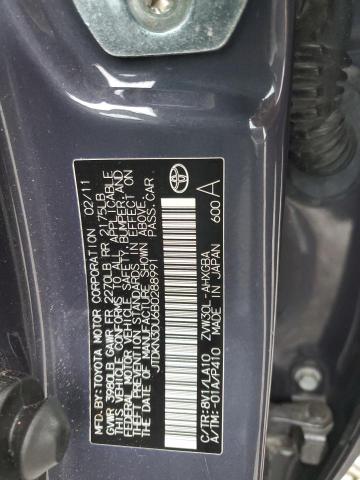 MFD.BY:TOYOTA MOTOR CORPORATION 02/11
GVWR 3980LB GAWR FR 2270LB RR 2175LB
THIS VEHICLE CONFORMS TO ALL APPLICABLE
FEDERAL MOTOR VEHICLE SAFETY,BUMPER,AND
THEFT PREVENTION STANDARDS IN EFFECT ON
THE DATE OF MANUFACTURE SHOWN ABOVE.
JTDKN3DU6B0288991 PASS.CAR
C/TR:8V1/LA10 ZVW30L-AHXGBA
A/TM:-01A/P410 MADE IN JAPAN
600 A